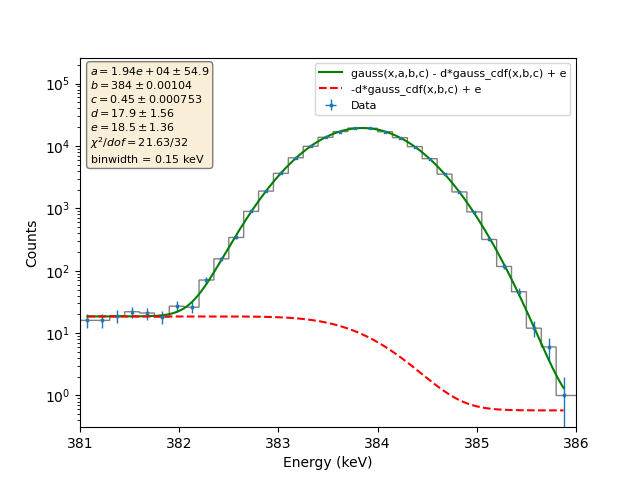 a = 1.94e + 04 ± 54.9
b = 384 ± 0.00104
c = 0.45 ± 0.000753
d = 17.9 ± 1.56
e = 18.5 ± 1.36
χ²/dof = 21.63/32
binwidth = 0.15 keV
gauss(x,a,b,c) - d*gauss_cdf(x,b,c) + e
-d*gauss_cdf(x,b,c) + e
Data
10⁵
10⁴
10³
10²
10¹
10⁰
Counts
381 382 383 384 385 386
Energy (keV)